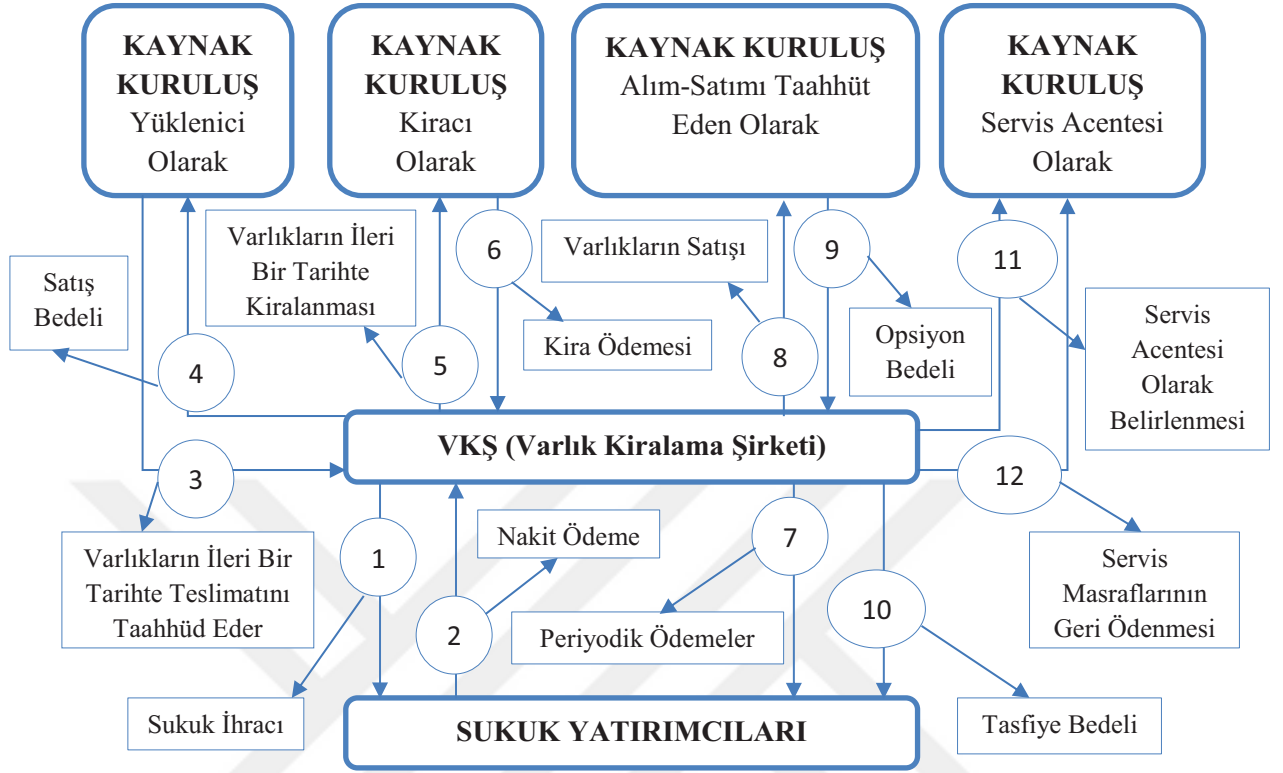 KAYNAK
KURULUŞ
Yüklenici
Olarak
KAYNAK
KURULUŞ
Kiracı
Olarak
KAYNAK KURULUŞ
Alım-Satımı Taahhüt
Eden Olarak
KAYNAK
KURULUŞ
Servis Acentesi
Olarak
Satış
Bedeli
4
Varlıkların İleri
Bir Tarihte
Kiralanması
5
6
Kira Ödemesi
Varlıkların Satışı
8
9
Opsiyon
Bedeli
11
Servis
Acentesi
Olarak
Belirlenmesi
VKŞ (Varlık Kiralama Şirketi)
3
Varlıkların İleri Bir
Tarihte Teslimatını
Taahhüd Eder
1
Sukuk İhracı
2
Nakit Ödeme
7
Periyodik Ödemeler
10
Tasfiye Bedeli
12
Servis
Masraflarının
Geri Ödenmesi
SUKUK YATIRIMCILARI